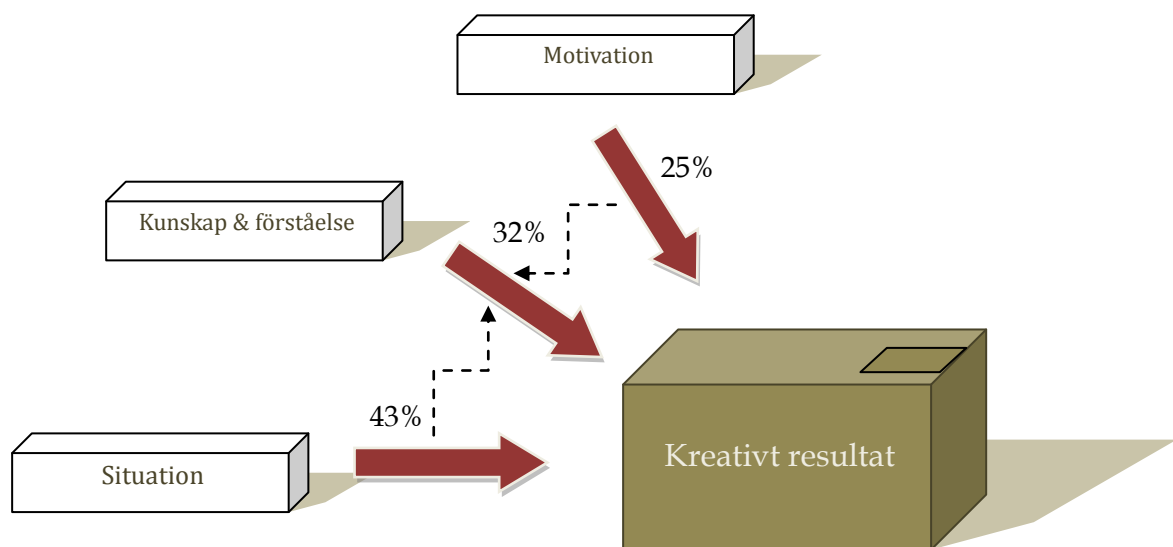 Motivation
25%
Kunskap & förståelse
32%
43%
Situation
Kreativt resultat